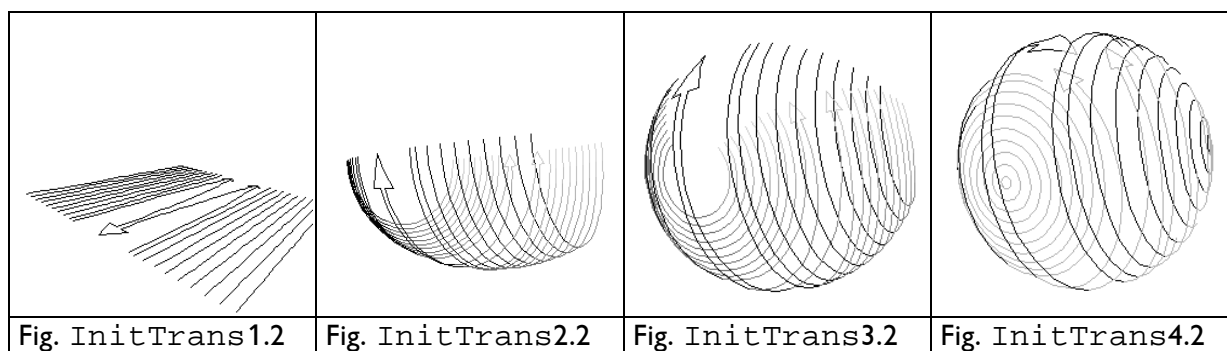 Fig. InitTrans1.2
Fig. InitTrans2.2
Fig. InitTrans3.2
Fig. InitTrans4.2